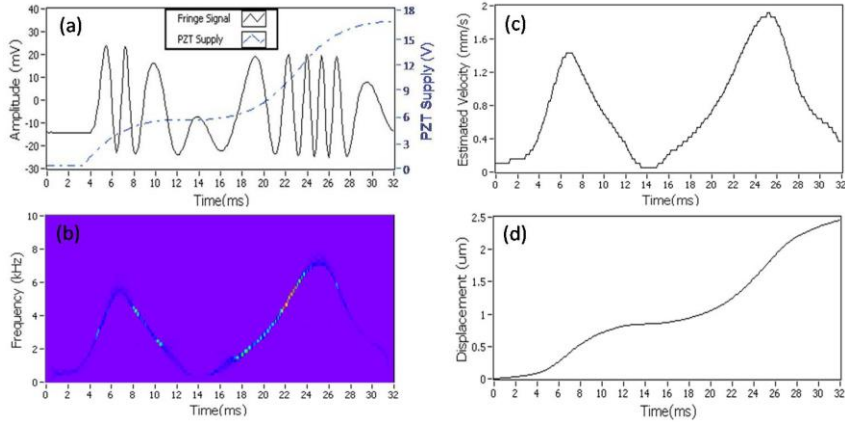 (a)
Fringe Signal
PZT Supply
Amplitude (mV)
40
30
20
10
0
-10
-20
-30
PZT Supply (V)
18
15
12
9
6
3
0
0 2 4 6 8 10 12 14 16 18 20 22 24 26 28 30 32
Time(ms)
(c)
Estimated Velocity (mm/s)
2
1.6
1.2
0.8
0.4
0
0 2 4 6 8 10 12 14 16 18 20 22 24 26 28 30 32
Time(ms)
(b)
Frequency (kHz)
10
8
6
4
2
0
0 2 4 6 8 10 12 14 16 18 20 22 24 26 28 30 32
Time(ms)
(d)
Displacement (um)
2.5
2
1.5
1
0.5
0
0 2 4 6 8 10 12 14 16 18 20 22 24 26 28 30 32
Time(ms)